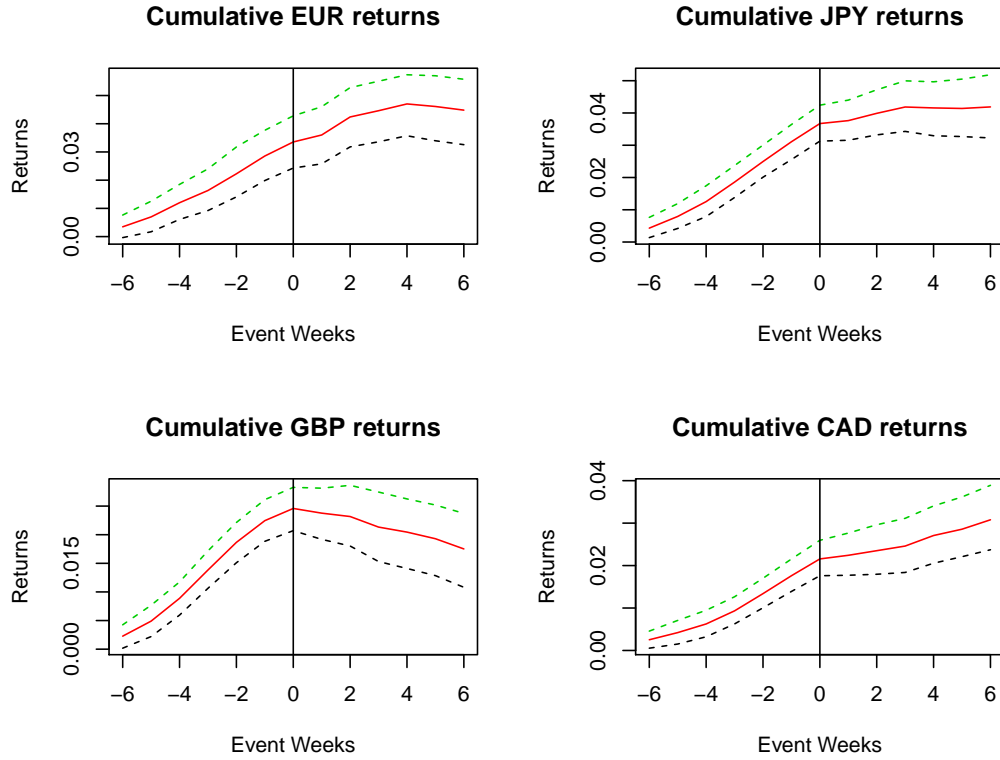 Cumulative EUR returns
Returns
0.00
0.03
−6 −4 −2 0 2 4 6
Event Weeks
Cumulative JPY returns
Returns
0.00
0.02
0.04
−6 −4 −2 0 2 4 6
Event Weeks
Cumulative GBP returns
Returns
0.000
0.015
−6 −4 −2 0 2 4 6
Event Weeks
Cumulative CAD returns
Returns
0.00
0.02
0.04
−6 −4 −2 0 2 4 6
Event Weeks